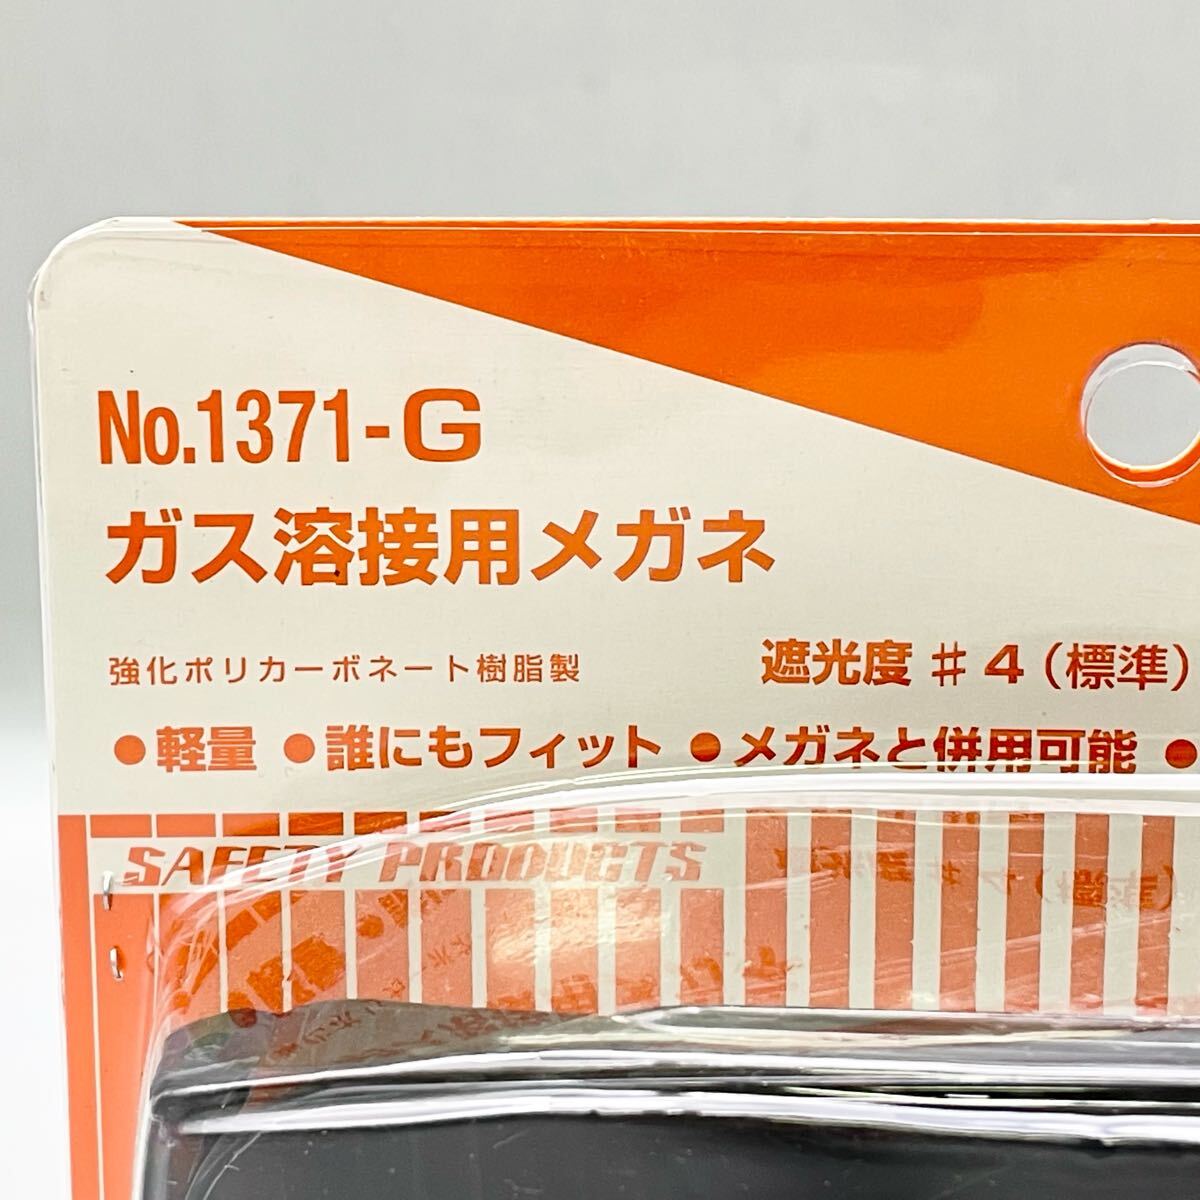 No.1371-G
ガス溶接用メガネ
強化ポリカーボネート樹脂製 遮光度 ♯4(標準)
●軽量 ●誰にもフィット ●メガネと併用可能 ●
SAFETY PRODUCTS